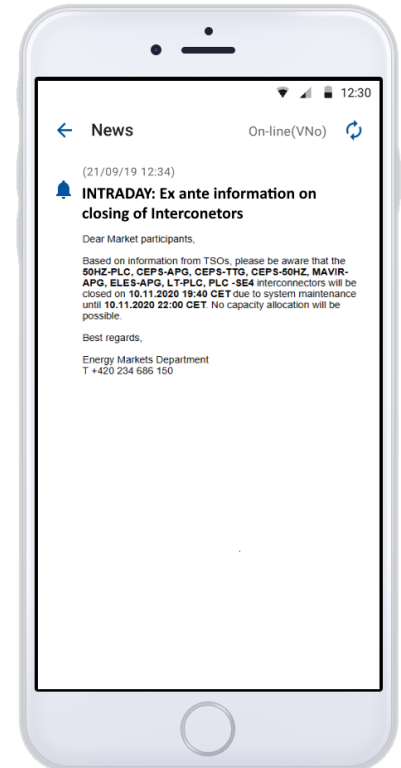 12:30
News
On-line(VNo)
(21/09/19 12:34)
INTRADAY: Ex ante information on
closing of Interconetors
Dear Market participants,
Based on information from TSOs, please be aware that the
50HZ-PLC, CEPS-APG, CEPS-TTG, CEPS-50HZ, MAVIR-
APG, ELES-APG, LT-PLC, PLC -SE4 interconnectors will be
closed on 10.11.2020 19:40 CET due to system maintenance
until 10.11.2020 22:00 CET. No capacity allocation will be
possible.
Best regards,
Energy Markets Department
T +420 234 686 150